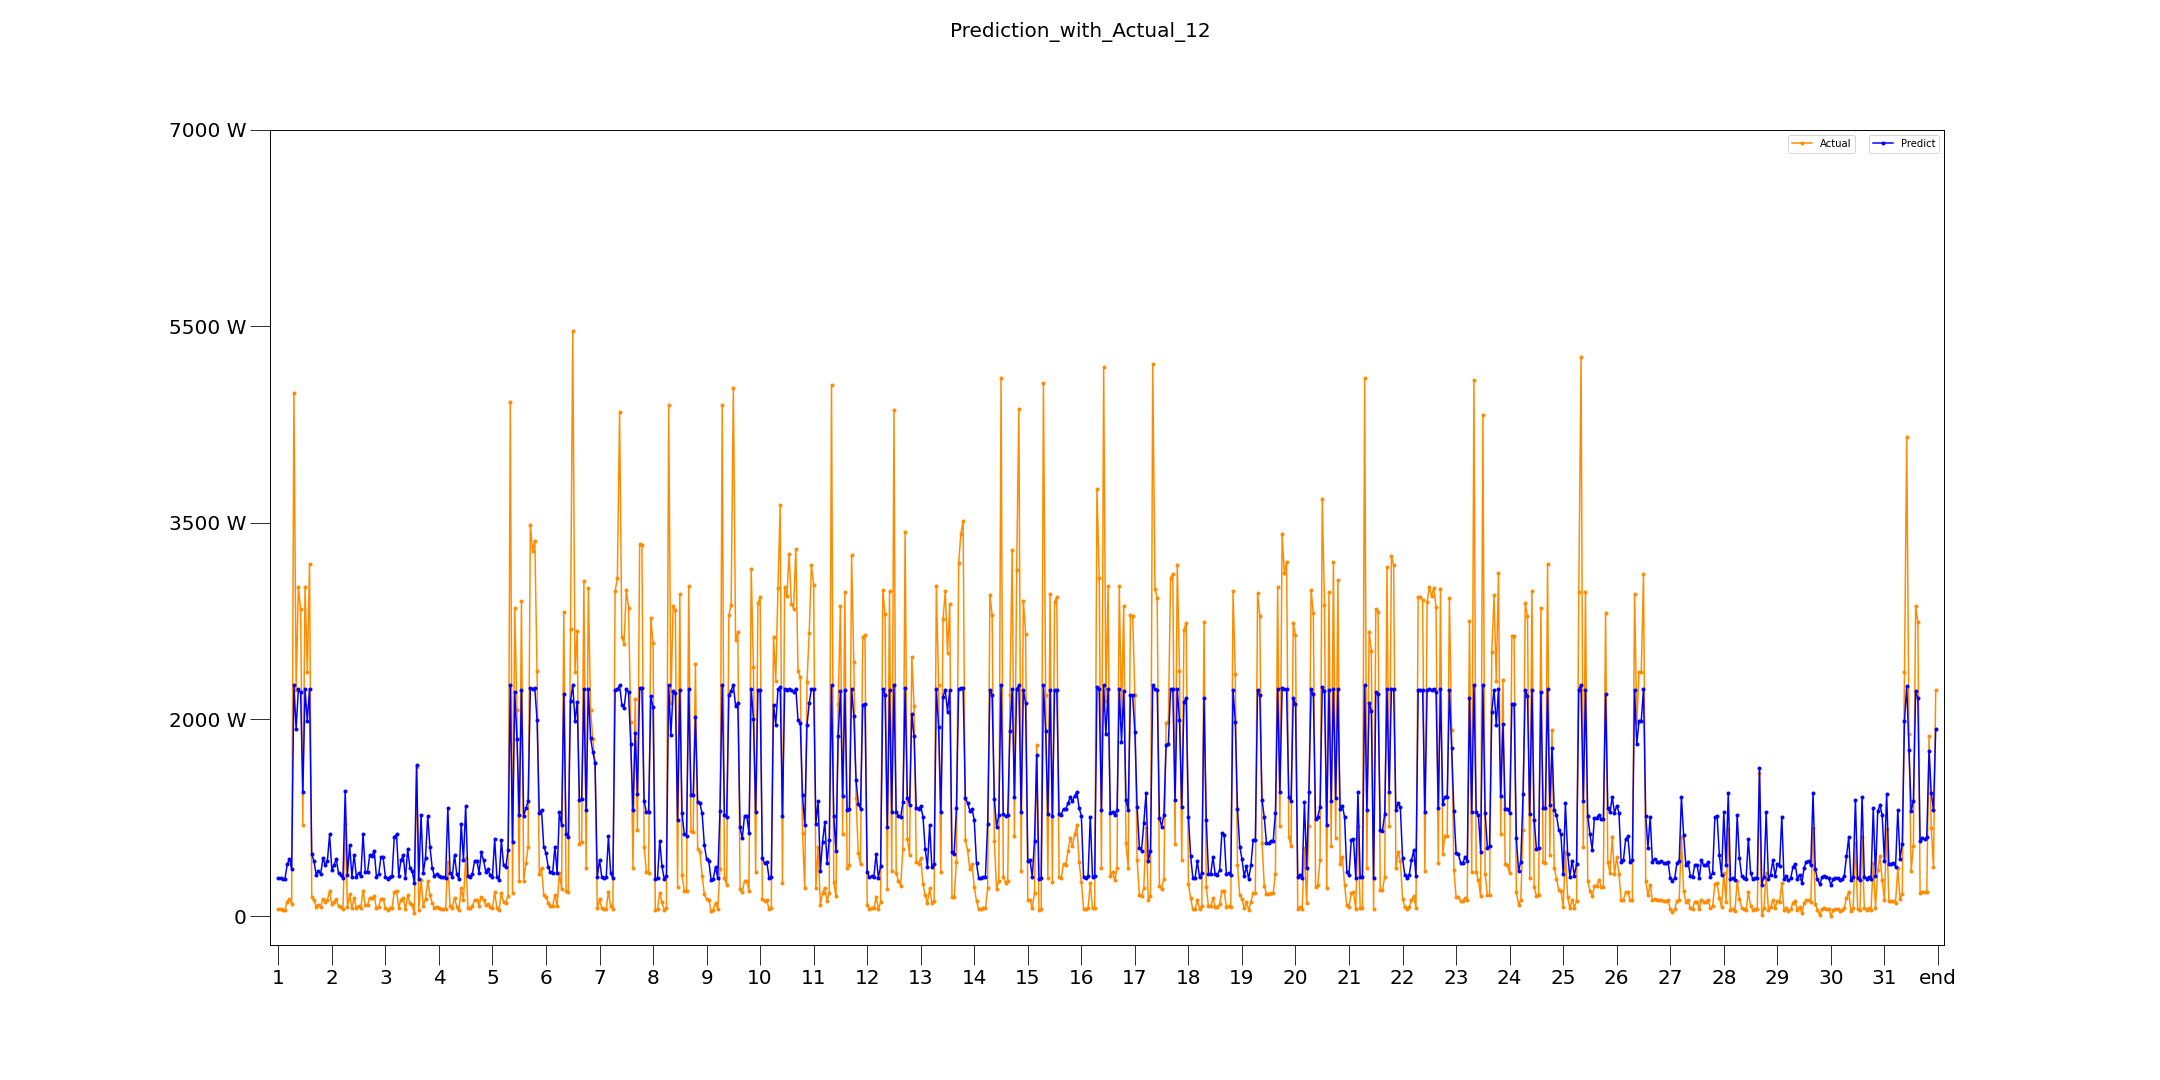 Prediction_with_Actual_12
7000 W
Actual Predict
5500 W
3500 W
2000 W
0
1 2 3 4 5 6 7 8 9 10 11 12 13 14 15 16 17 18 19 20 21 22 23 24 25 26 27 28 29 30 31 end